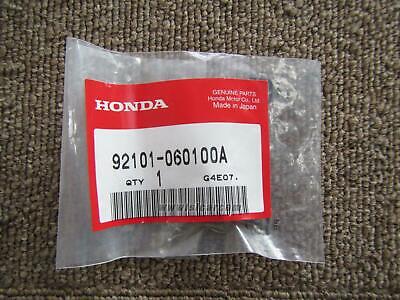 HONDA
GENUINE PARTS
Honda Motor Co., Ltd.
Made in Japan
92101-060100A
QTY 1 G4E07.